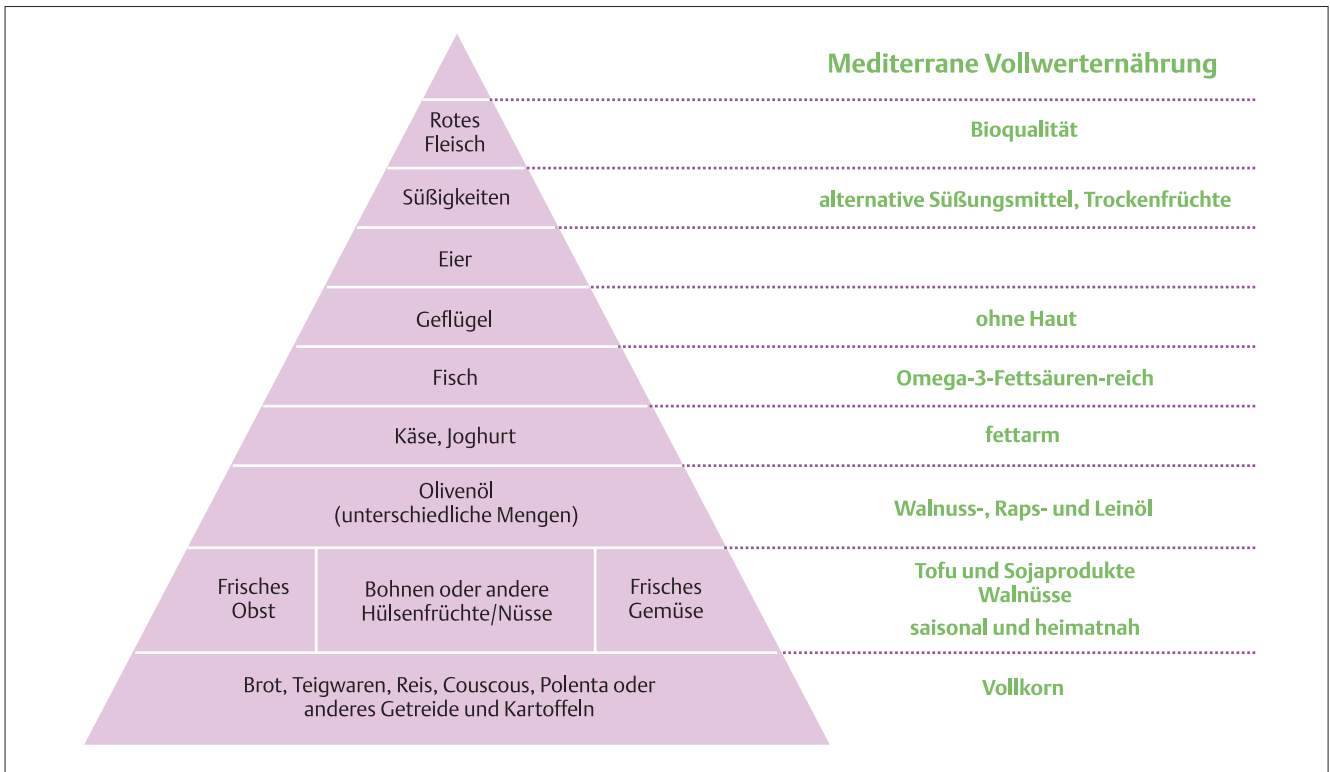 Mediterrane Vollwerternährung
Rotes
Fleisch
Bioqualität
Süßigkeiten
alternative Süßungsmittel, Trockenfrüchte
Eier
Geflügel
ohne Haut
Fisch
Omega-3-Fettsäuren-reich
Käse, Joghurt
fettarm
Olivenöl
(unterschiedliche Mengen)
Walnuss-, Raps- und Leinöl
Frisches
Obst
Bohnen oder andere
Hülsenfrüchte/Nüsse
Frisches
Gemüse
Tofu und Sojaprodukte
Walnüsse
saisonal und heimatnah
Brot, Teigwaren, Reis, Couscous, Polenta oder
anderes Getreide und Kartoffeln
Vollkorn